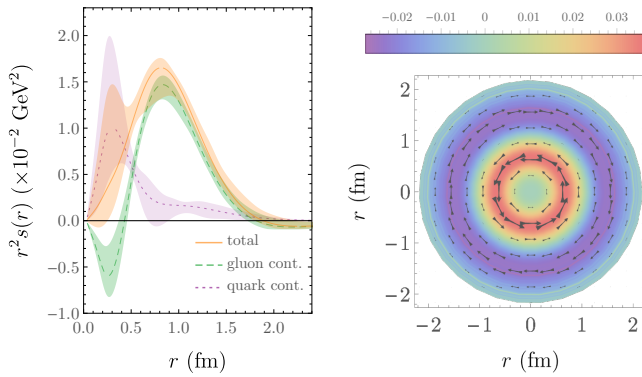 r²s(r) (×10⁻² GeV²)
2.0
1.5
1.0
0.5
0.0
−0.5
−1.0
total
gluon cont.
quark cont.
0.0 0.5 1.0 1.5 2.0
r (fm)
−0.02 −0.01 0 0.01 0.02 0.03
r (fm)
2
1
0
−1
−2
−2 −1 0 1 2
r (fm)